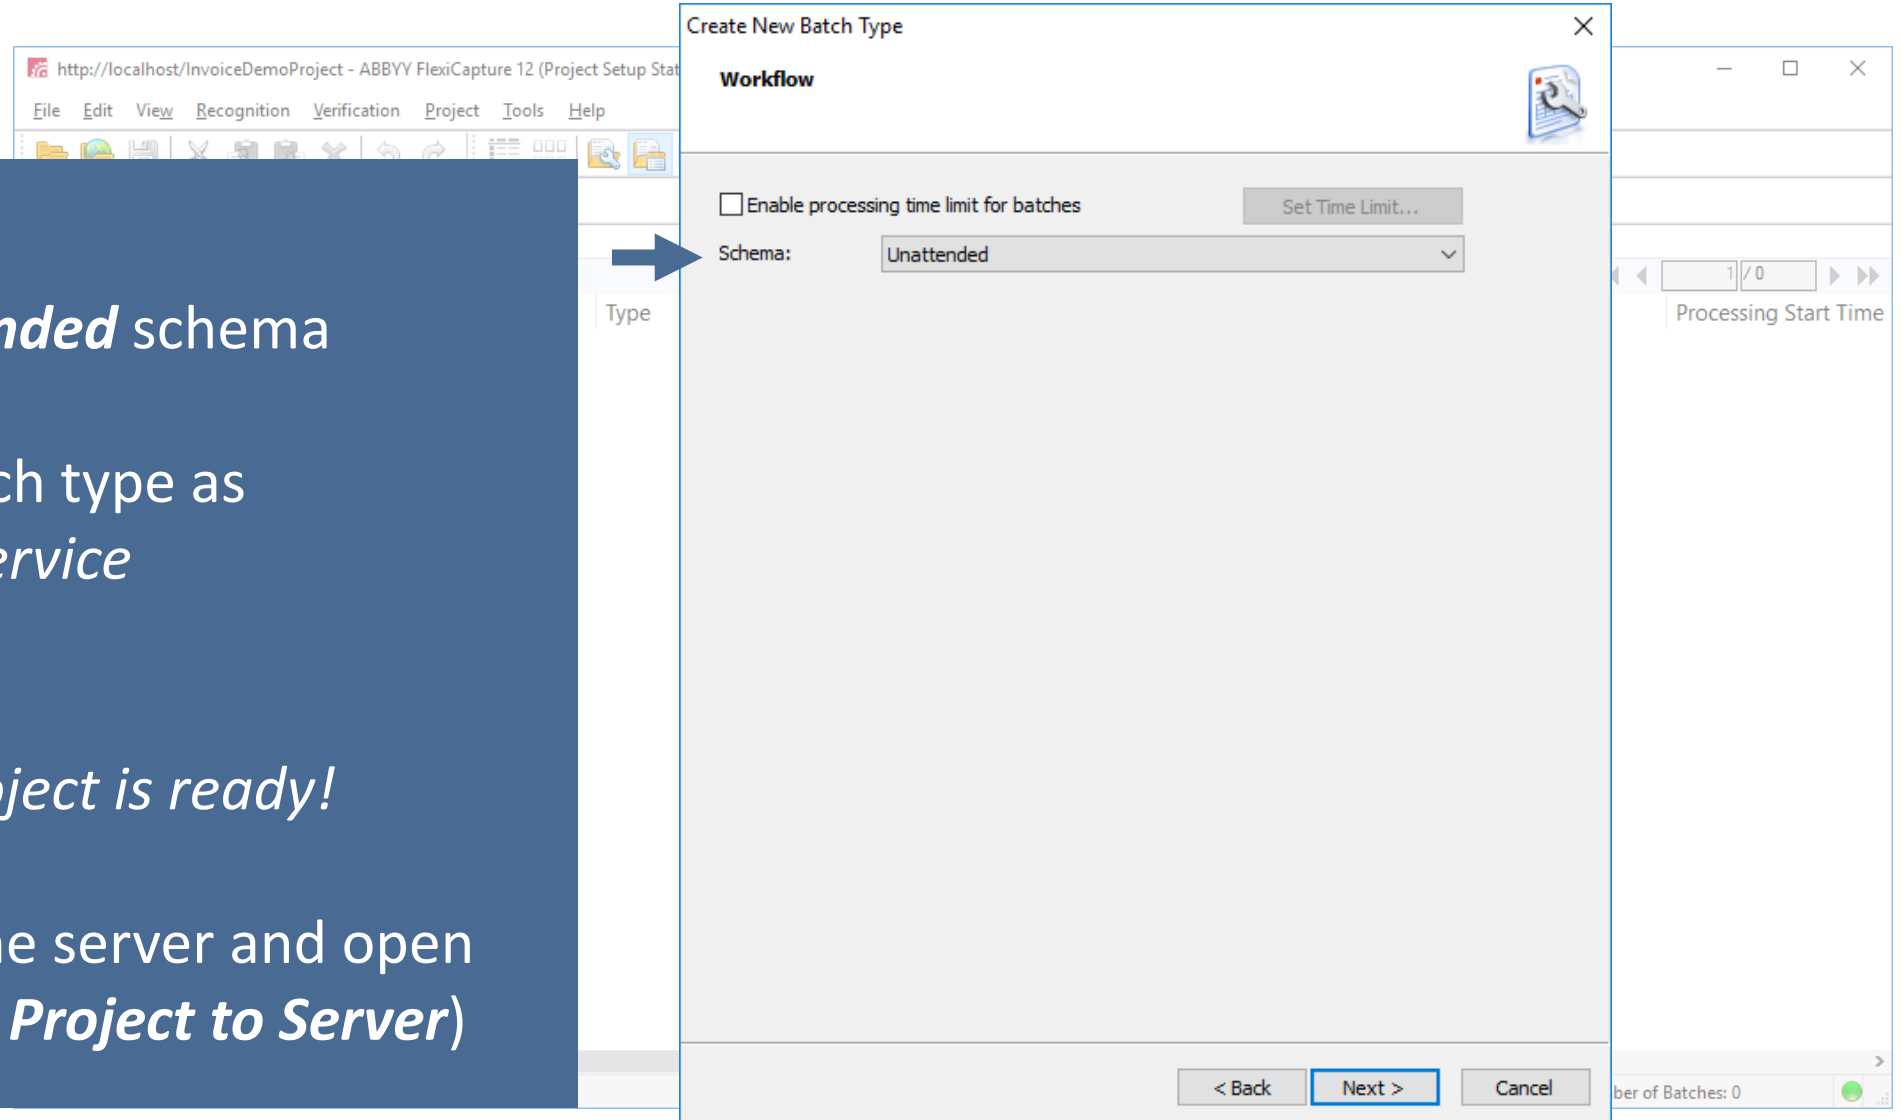 Create New Batch Type
http://localhost/InvoiceDemoProject - ABBYY FlexiCapture 12 (Project Setup Stat
File Edit View Recognition Verification Project Tools Help
Workflow
Enable processing time limit for batches
Set Time Limit...
Schema:
Unattended
1 / 0
Type
Processing Start Time
nded schema
ch type as
ervice
ject is ready!
he server and open
Project to Server)
< Back
Next >
Cancel
ber of Batches: 0